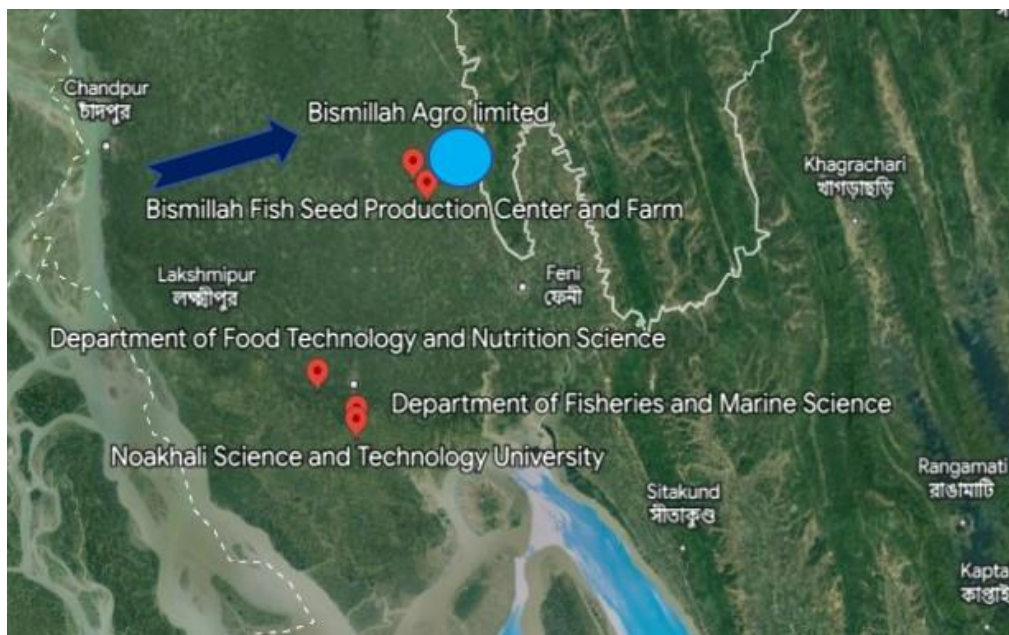 Chandpur
চাঁদপুর
Bismillah Agro limited
Khagrachari
খাগড়াছড়ি
Bismillah Fish Seed Production Center and Farm
Lakshmipur
লক্ষ্মীপুর
Feni
ফেনী
Department of Food Technology and Nutrition Science
Department of Fisheries and Marine Science
Noakhali Science and Technology University
Rangamati
রাঙামাটি
Sitakund
সীতাকুণ্ড
Kapta
কাপ্তাই